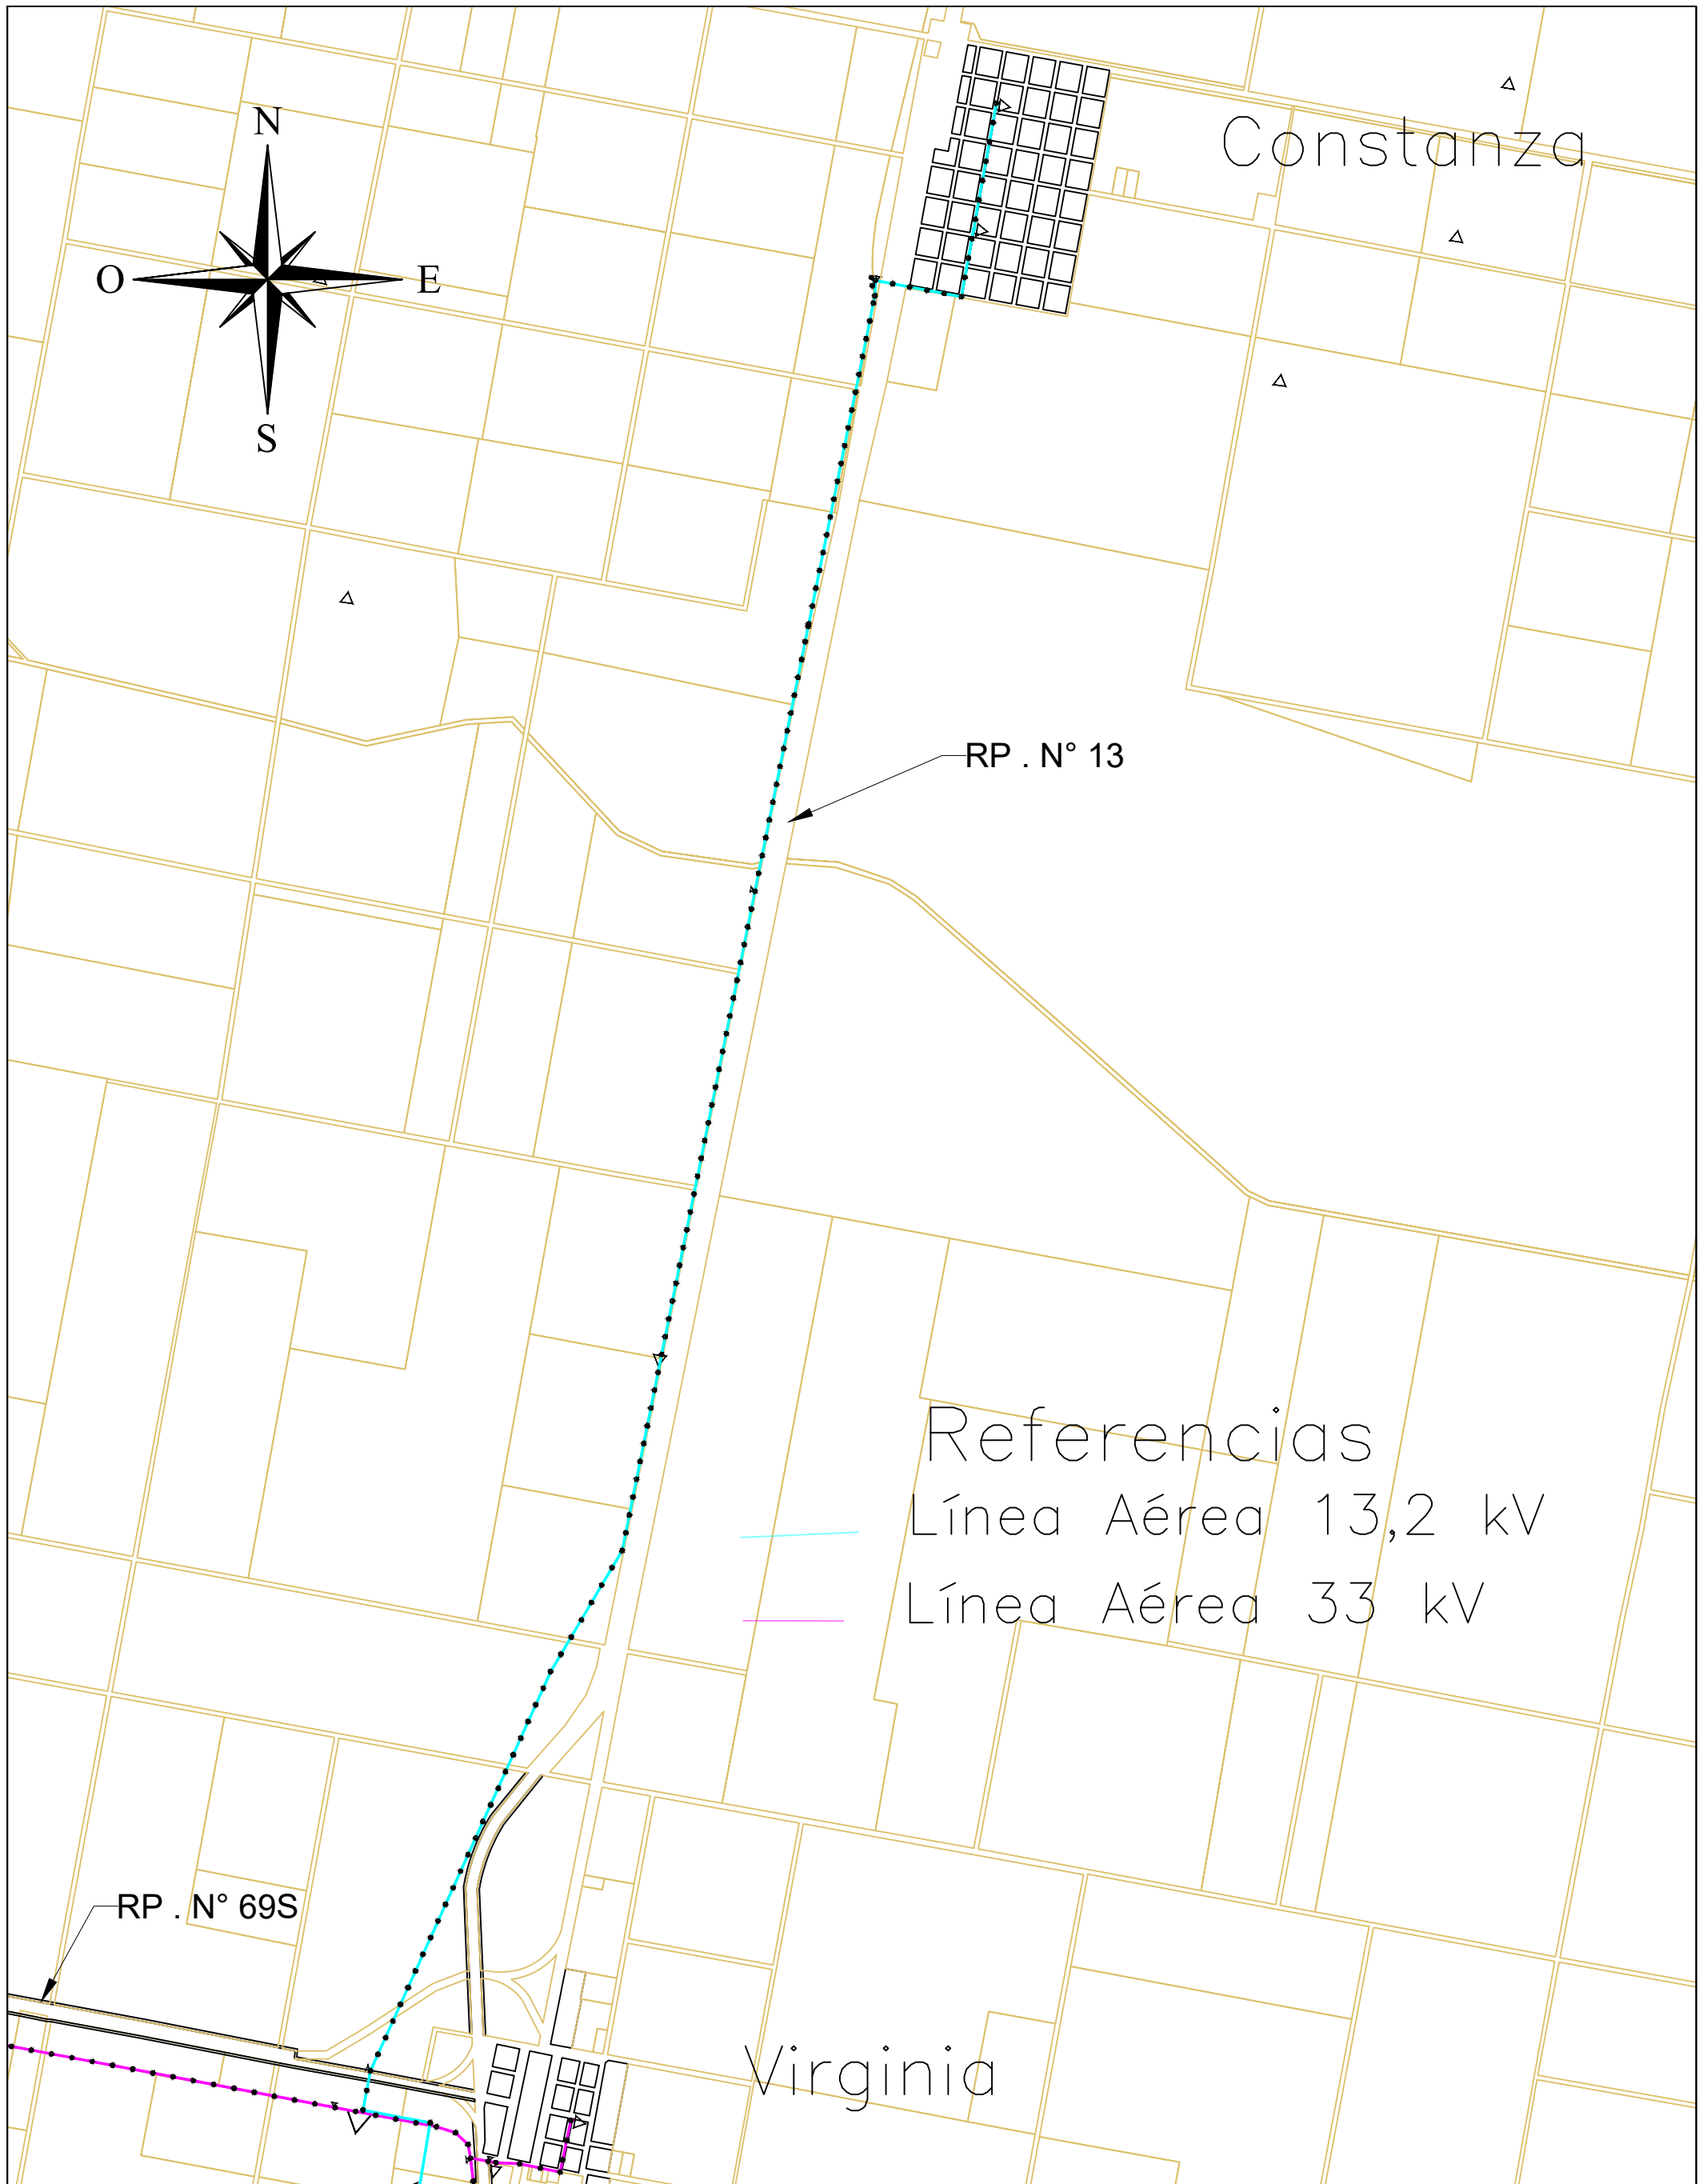 Constanza
N
O
E
S
RP . N° 13
Referencias
Línea Aérea 13,2 kV
Línea Aérea 33 kV
RP . N° 69S
Virginia